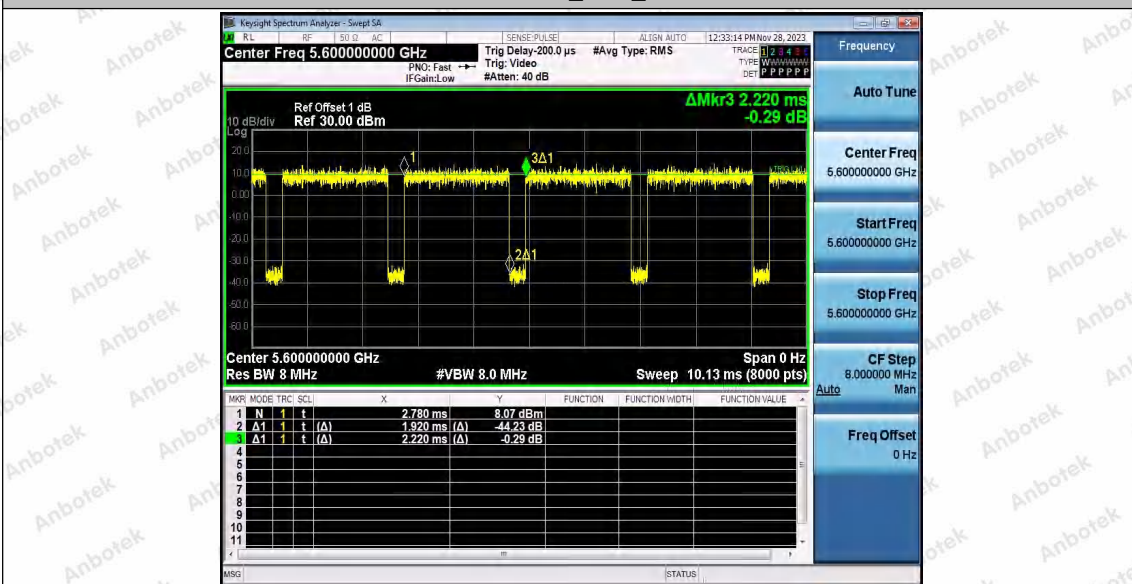 Keysight Spectrum Analyzer - Swept SA
RL RF 50 Ω AC SENSE:PULSE ALIGN AUTO 12:33:14 PM Nov 28, 2023
Center Freq 5.600000000 GHz
PNO: Fast
IFGain:Low
Trig Delay-200.0 µs
Trig: Video
#Atten: 40 dB
#Avg Type: RMS
TRACE 1 2 3 4 5 6
TYPE WWWWWW
DET P P P P P P
Frequency
Auto Tune
Center Freq
5.600000000 GHz
Start Freq
5.600000000 GHz
Stop Freq
5.600000000 GHz
CF Step
8.000000 MHz
Auto Man
Freq Offset
0 Hz
ΔMkr3 2.220 ms
-0.29 dB
Ref Offset 1 dB
10 dB/div Ref 30.00 dBm
Log
20.0
10.0
0.00
-10.0
-20.0
-30.0
-40.0
-50.0
-60.0
1
3Δ1
2Δ1
TRIG LVL
Center 5.600000000 GHz Span 0 Hz
Res BW 8 MHz #VBW 8.0 MHz Sweep 10.13 ms (8000 pts)
MKR MODE TRC SCL X Y FUNCTION FUNCTION WIDTH FUNCTION VALUE
1 N 1 t 2.780 ms 8.07 dBm
2 Δ1 1 t (Δ) 1.920 ms (Δ) -44.23 dB
3 Δ1 1 t (Δ) 2.220 ms (Δ) -0.29 dB
4
5
6
7
8
9
10
11
MSG STATUS
Anbotek